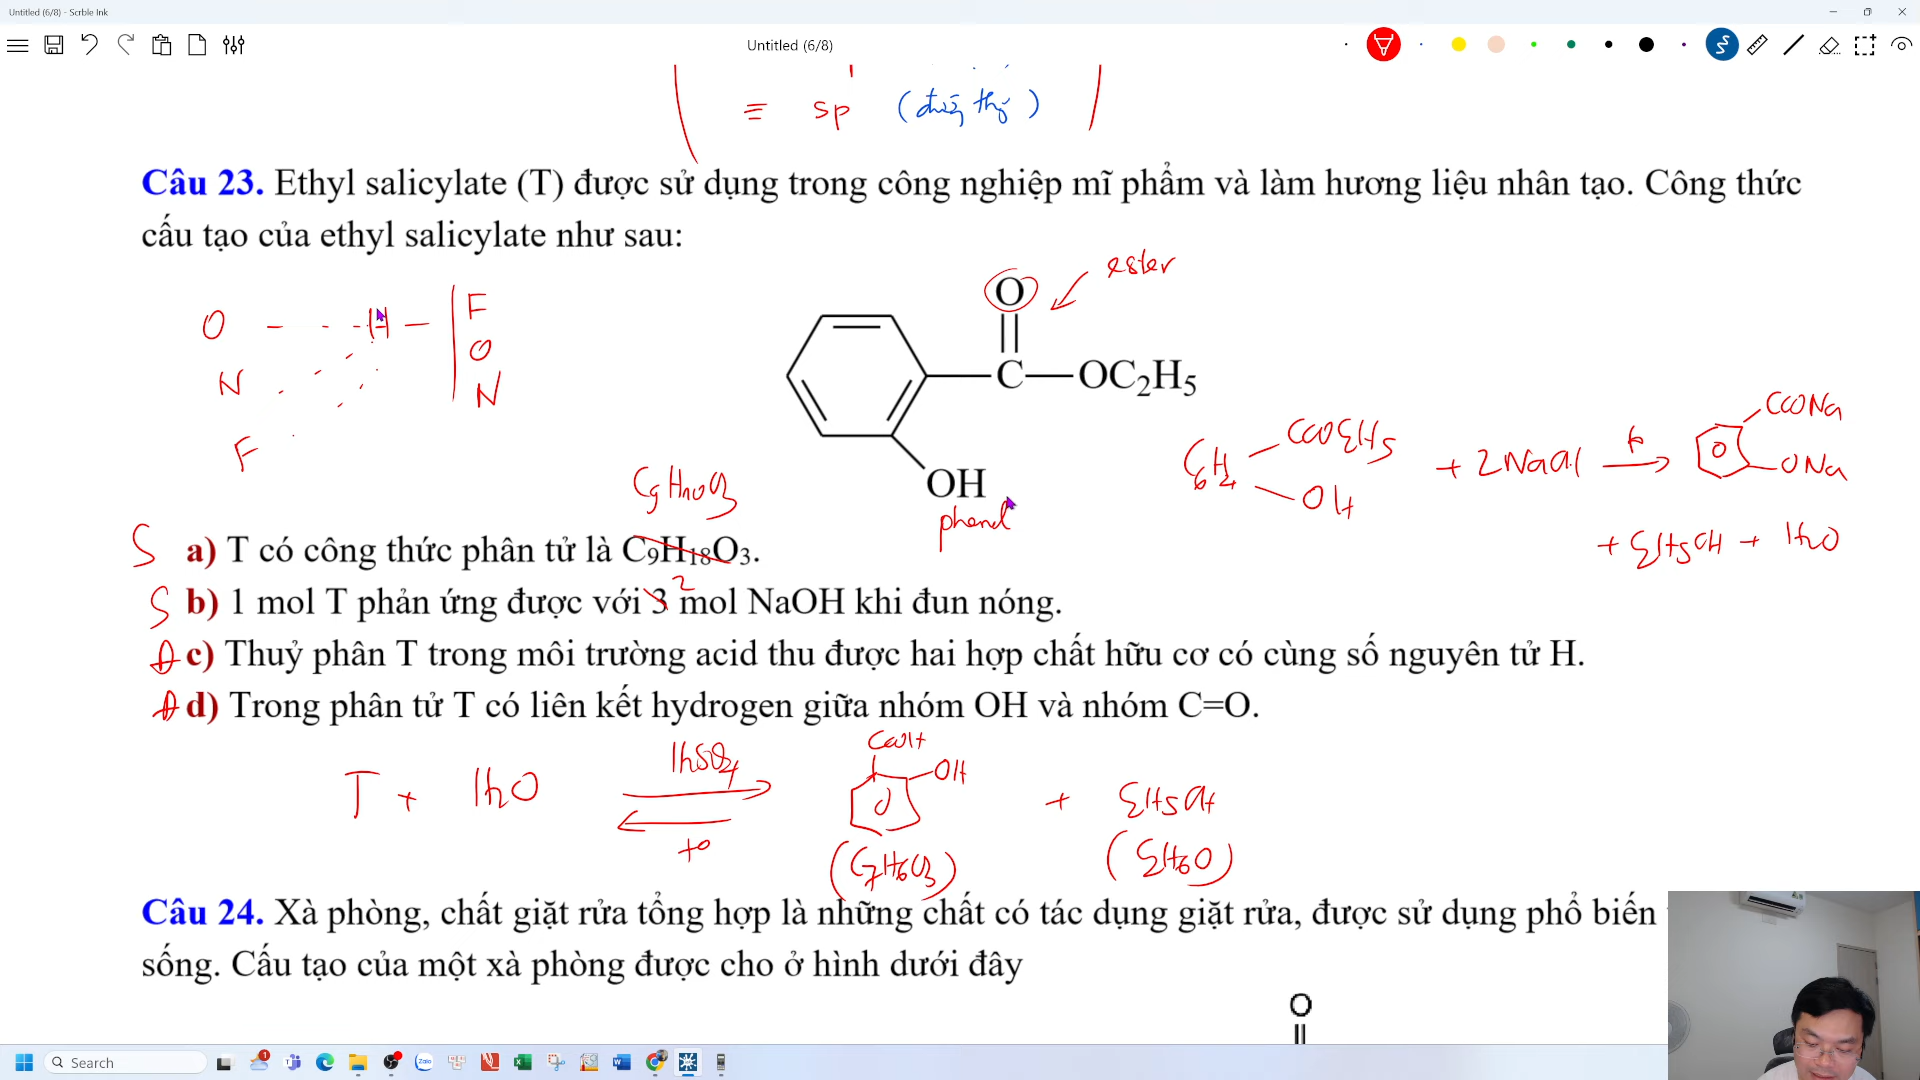 Untitled (6/8) - Scrble Ink
Untitled (6/8)
≡ sp
Câu 23. Ethyl salicylate (T) được sử dụng trong công nghiệp mĩ phẩm và làm hương liệu nhân tạo. Công thức
cấu tạo của ethyl salicylate như sau:
ester
O
O H F
C OC₂H₅
O
N N
F
COONa
C₆H₄ COOC₂H₅ + 2NaOH t° ONa
OH
OH
phenol
C₉H₁₀O₃
+ C₂H₅OH + H₂O
S a) T có công thức phân tử là C₉H₁₈O₃.
S b) 1 mol T phản ứng được với 3 2 mol NaOH khi đun nóng.
Đ c) Thuỷ phân T trong môi trường acid thu được hai hợp chất hữu cơ có cùng số nguyên tử H.
Đ d) Trong phân tử T có liên kết hydrogen giữa nhóm OH và nhóm C=O.
COOH
T + H₂O H₂SO₄ t° OH + C₂H₅OH
(C₇H₆O₃) (C₂H₆O)
Câu 24. Xà phòng, chất giặt rửa tổng hợp là những chất có tác dụng giặt rửa, được sử dụng phổ biến
sống. Cấu tạo của một xà phòng được cho ở hình dưới đây
O
Search